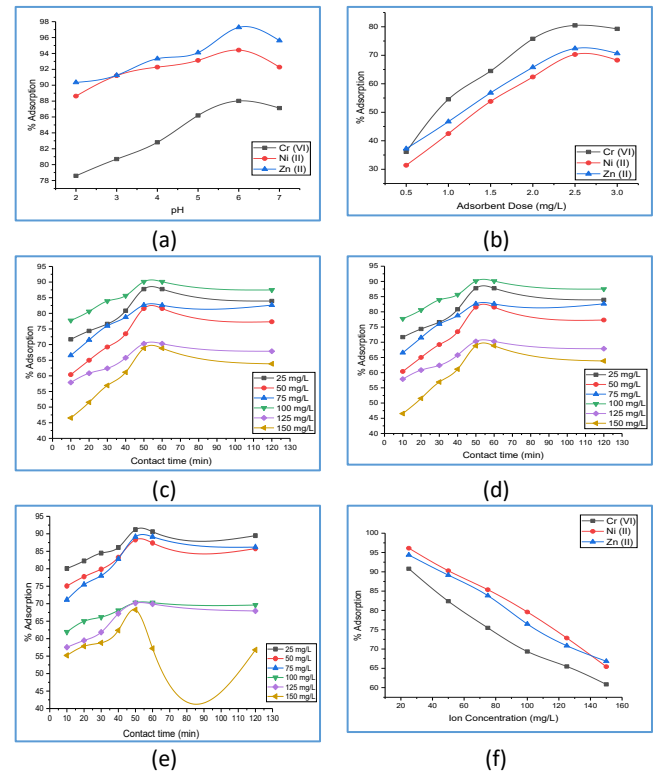 98
96
94
92
90
88
86
84
82
80
78
% Adsorption
Cr (VI)
Ni (II)
Zn (II)
2 3 4 5 6 7
pH
(a)
80
70
60
50
40
30
% Adsorption
Cr (VI)
Ni (II)
Zn (II)
0.5 1.0 1.5 2.0 2.5 3.0
Adsorbent Dose (mg/L)
(b)
95
90
85
80
75
70
65
60
55
50
45
40
% Adsorption
25 mg/L
50 mg/L
75 mg/L
100 mg/L
125 mg/L
150 mg/L
0 10 20 30 40 50 60 70 80 90 100 110 120 130
Contact time (min)
(c)
95
90
85
80
75
70
65
60
55
50
45
40
% Adsorption
25 mg/L
50 mg/L
75 mg/L
100 mg/L
125 mg/L
150 mg/L
0 10 20 30 40 50 60 70 80 90 100 110 120 130
Contact time (min)
(d)
95
90
85
80
75
70
65
60
55
50
45
40
% Adsorption
25 mg/L
50 mg/L
75 mg/L
100 mg/L
125 mg/L
150 mg/L
0 10 20 30 40 50 60 70 80 90 100 110 120 130
Contact time (min)
(e)
100
95
90
85
80
75
70
65
60
% Adsorption
Cr (VI)
Ni (II)
Zn (II)
20 40 60 80 100 120 140 160
Ion Concentration (mg/L)
(f)